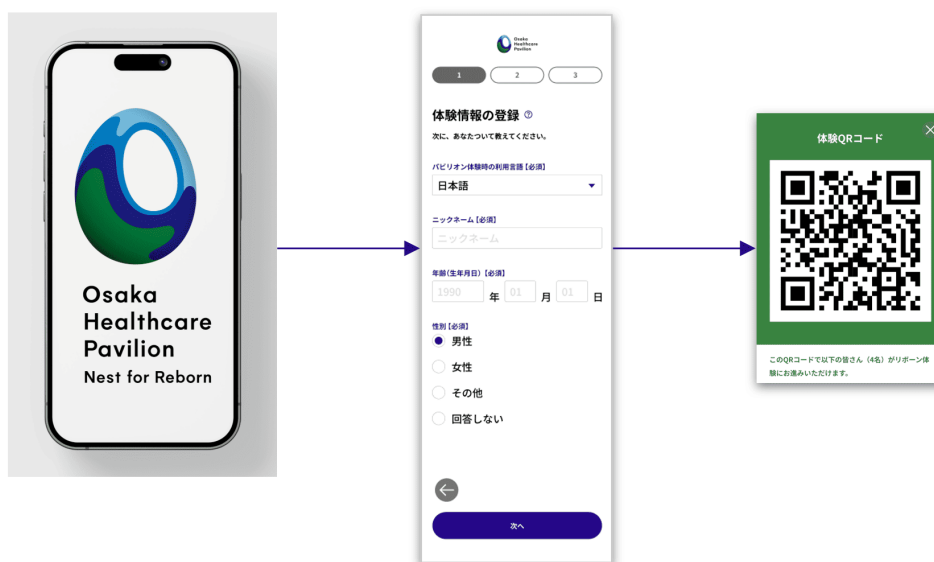 Osaka
Healthcare
Pavilion
Nest for Reborn
Osaka
Healthcare
Pavilion
1
2
3
体験情報の登録 ?
次に、あなたついて教えてください。
パビリオン体験時の利用言語【必須】
日本語
ニックネーム【必須】
ニックネーム
年齢(生年月日)【必須】
1990 年 01 月 01 日
性別【必須】
男性
女性
その他
回答しない
次へ
体験QRコード
このQRコードで以下の皆さん（4名）がリボーン体
験にお進みいただけます。